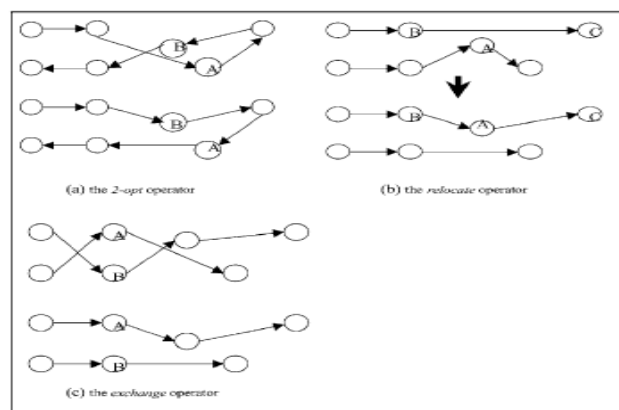 B
A
B
A
(a) the 2-opt operator
B
C
A
B
A
C
(b) the relocate operator
A
B
A
B
(c) the exchange operator